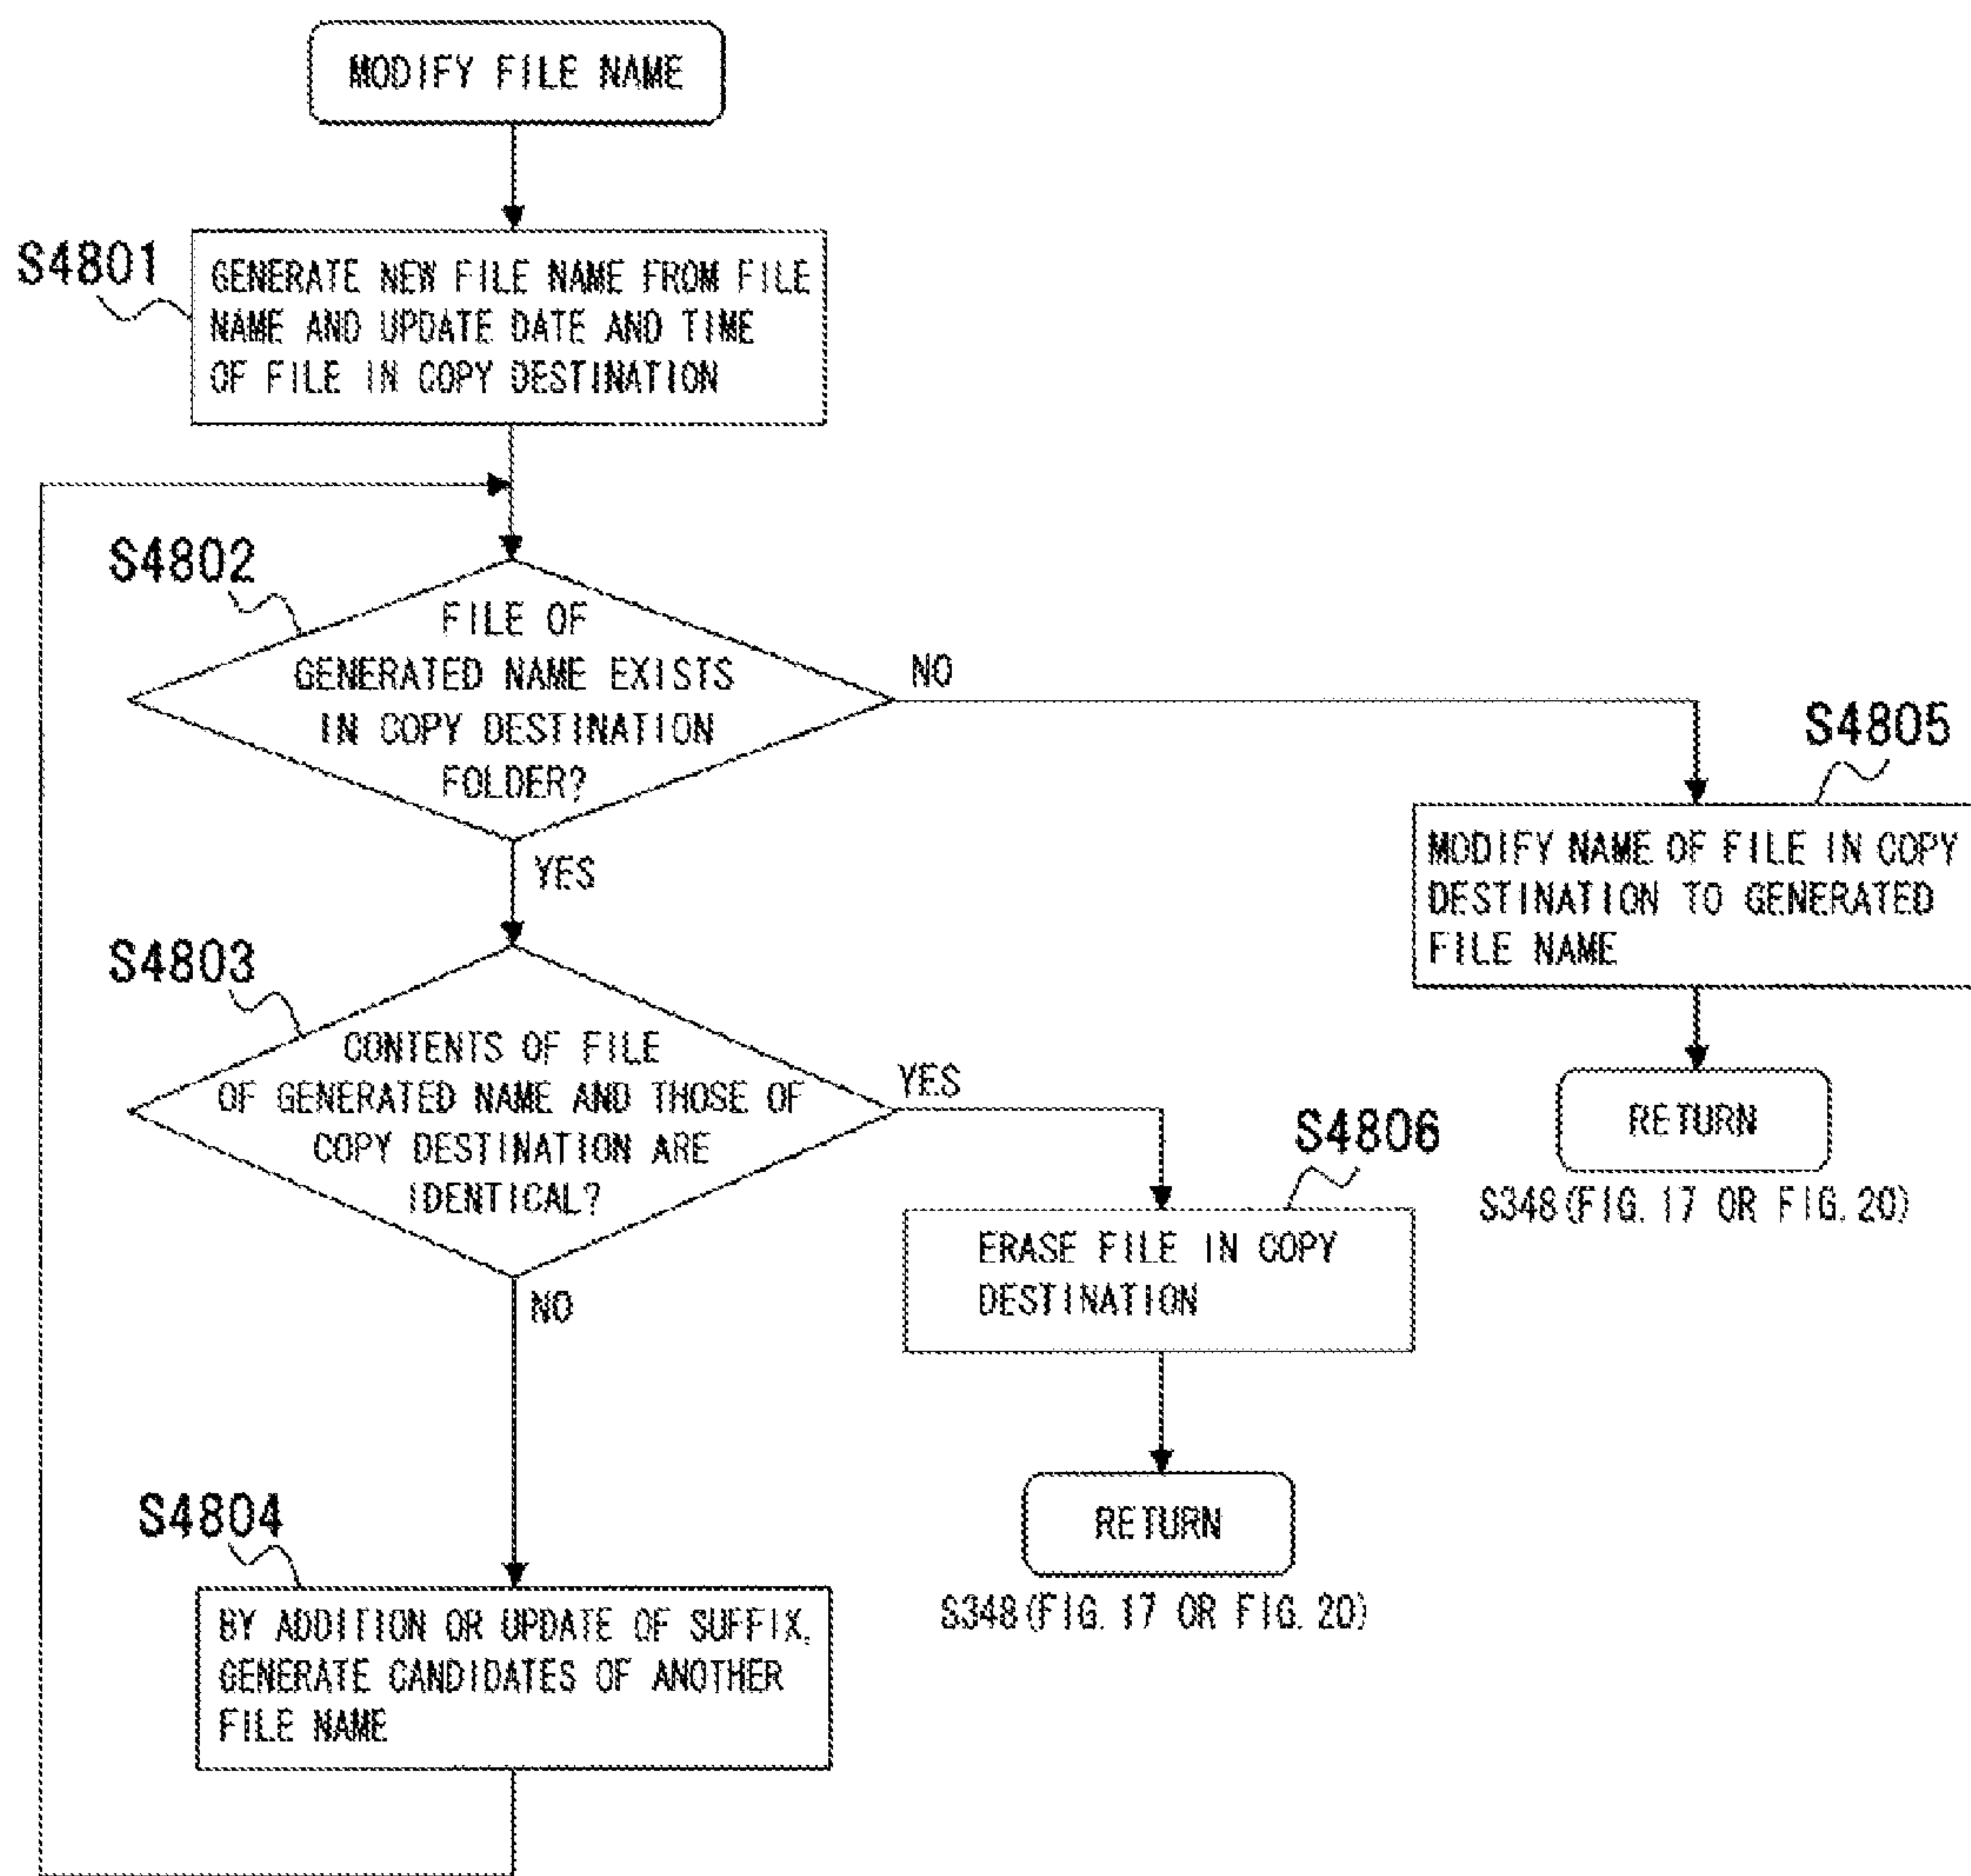 MODIFY FILE NAME
S4801
GENERATE NEW FILE NAME FROM FILE
NAME AND UPDATE DATE AND TIME
OF FILE IN COPY DESTINATION
S4802
FILE OF
GENERATED NAME EXISTS
IN COPY DESTINATION
FOLDER?
NO
YES
S4805
MODIFY NAME OF FILE IN COPY
DESTINATION TO GENERATED
FILE NAME
RETURN
S348(FIG. 17 OR FIG. 20)
S4803
CONTENTS OF FILE
OF GENERATED NAME AND THOSE OF
COPY DESTINATION ARE
IDENTICAL?
YES
NO
S4806
ERASE FILE IN COPY
DESTINATION
RETURN
S348(FIG. 17 OR FIG. 20)
S4804
BY ADDITION OR UPDATE OF SUFFIX,
GENERATE CANDIDATES OF ANOTHER
FILE NAME